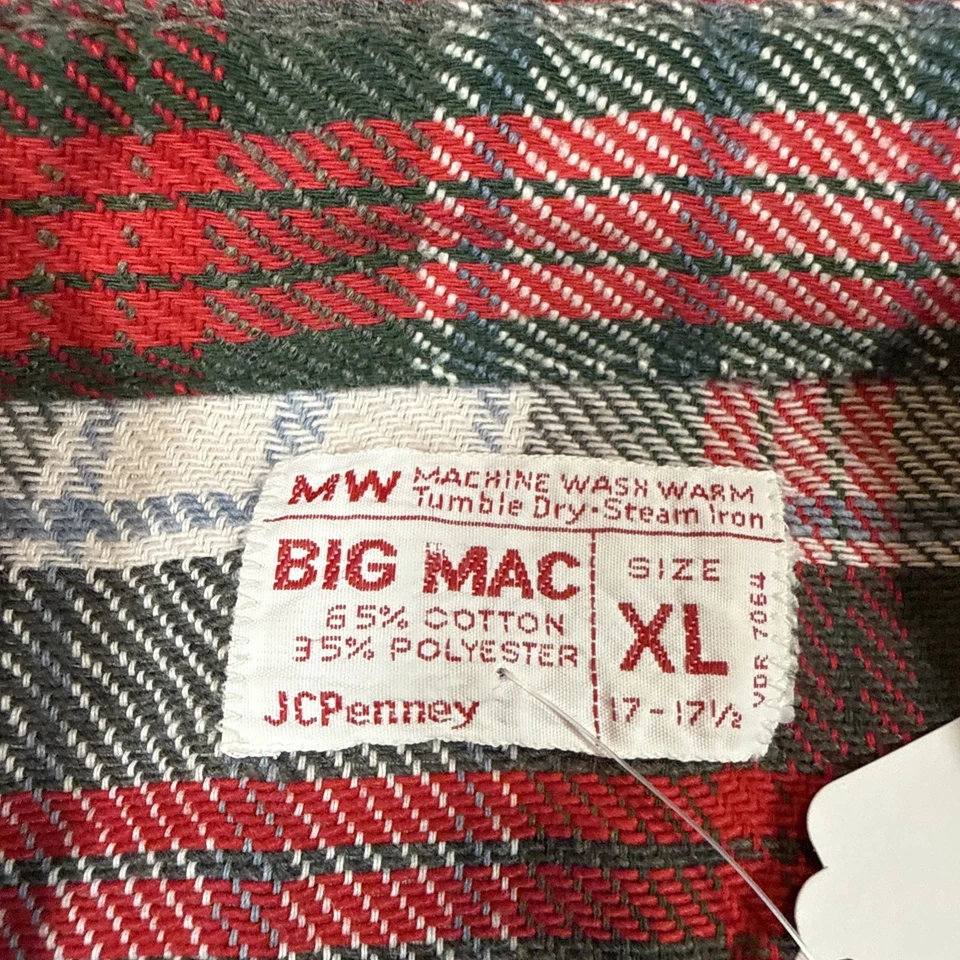 MW MACHINE WASH WARM
Tumble Dry•Steam Iron
BIG MAC
65% COTTON
35% POLYESTER
JCPenney
SIZE
XL
17-17½
VDR 7064